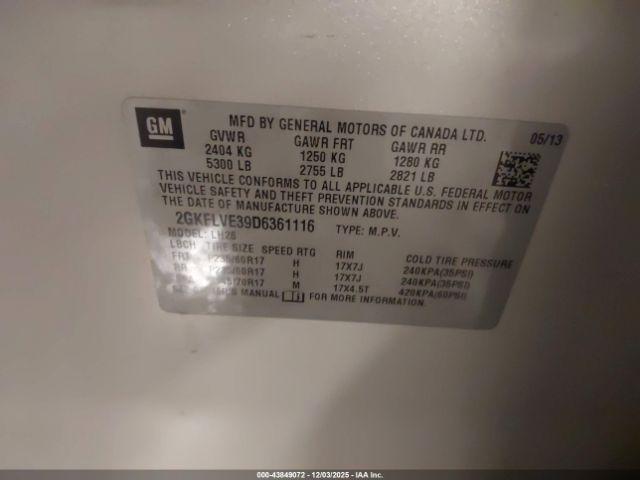 GM
MFD BY GENERAL MOTORS OF CANADA LTD.
05/13
GVWR GAWR FRT GAWR RR
2404 KG 1250 KG 1280 KG
5300 LB 2755 LB 2821 LB
THIS VEHICLE CONFORMS TO ALL APPLICABLE U.S. FEDERAL MOTOR
VEHICLE SAFETY AND THEFT PREVENTION STANDARDS IN EFFECT ON
THE DATE OF MANUFACTURE SHOWN ABOVE.
2GKFLVE39D6361116 TYPE: M.P.V.
MODEL: LH26
TIRE SIZE SPEED RTG RIM COLD TIRE PRESSURE
FRT H 17X7J 240KPA(35PSI)
RR H 17X7J 240KPA(35PSI)
M 17X4.5T 420KPA(60PSI)
MANUAL FOR MORE INFORMATION.
000-43849072 | 12/03/2025 - IAA Inc.